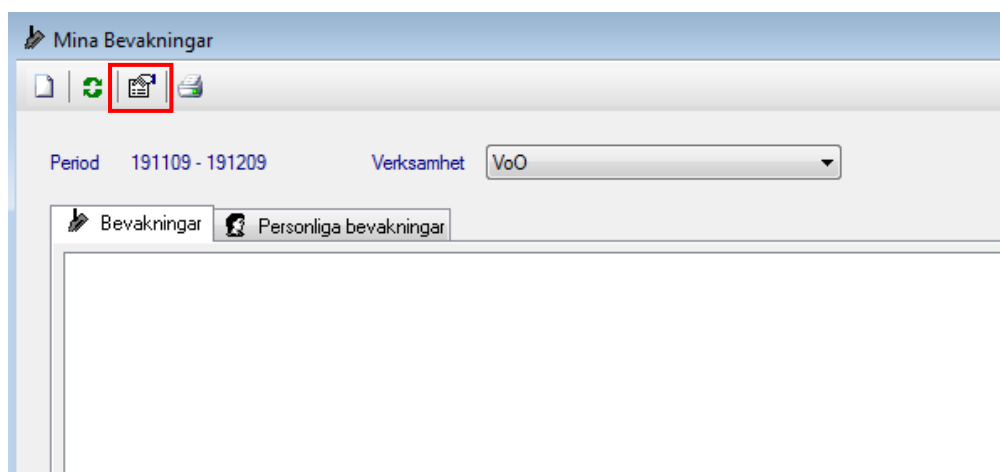 Mina Bevakningar
Period 191109 - 191209 Verksamhet VoO
Bevakningar Personliga bevakningar